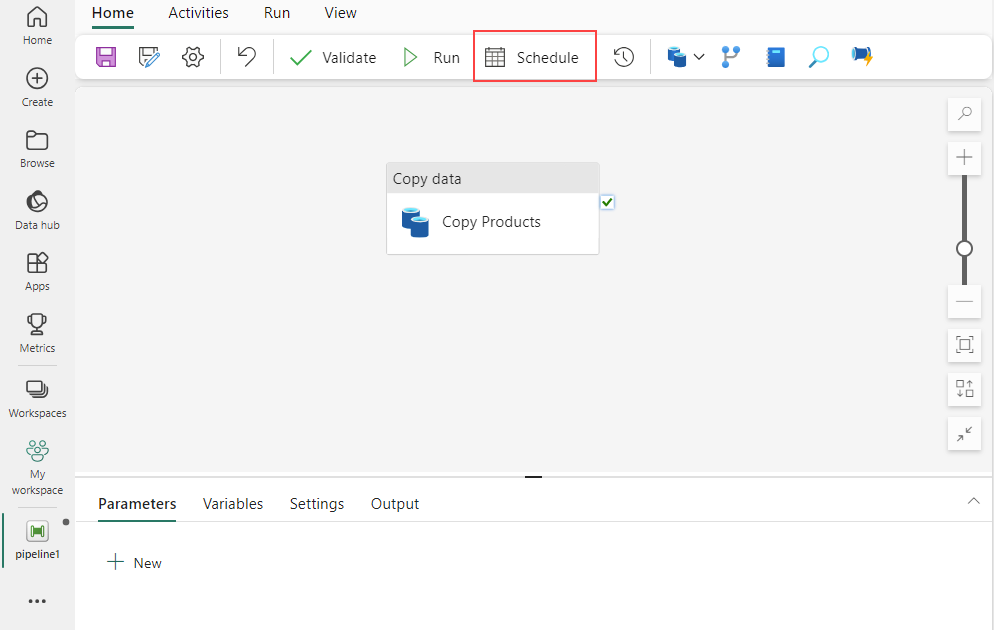 Home
Activities
Run
View
Validate
Run
Schedule
Home
Create
Browse
Data hub
Apps
Metrics
Workspaces
My
workspace
pipeline1
Copy data
Copy Products
Parameters
Variables
Settings
Output
New